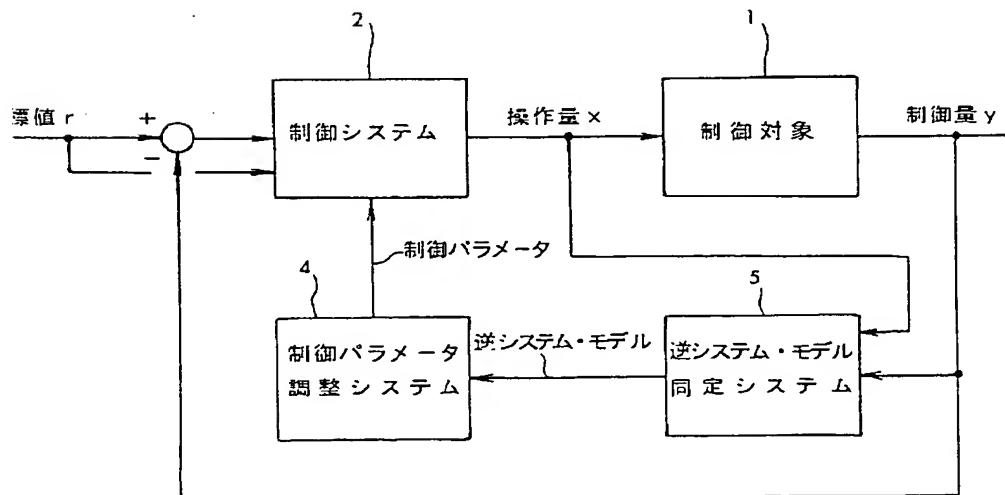 2
1
標値 r
+
-
制御システム
操作量 x
制御対象
制御量 y
制御パラメータ
4
5
制御パラメータ
調整システム
逆システム・モデル
逆システム・モデル
同定システム